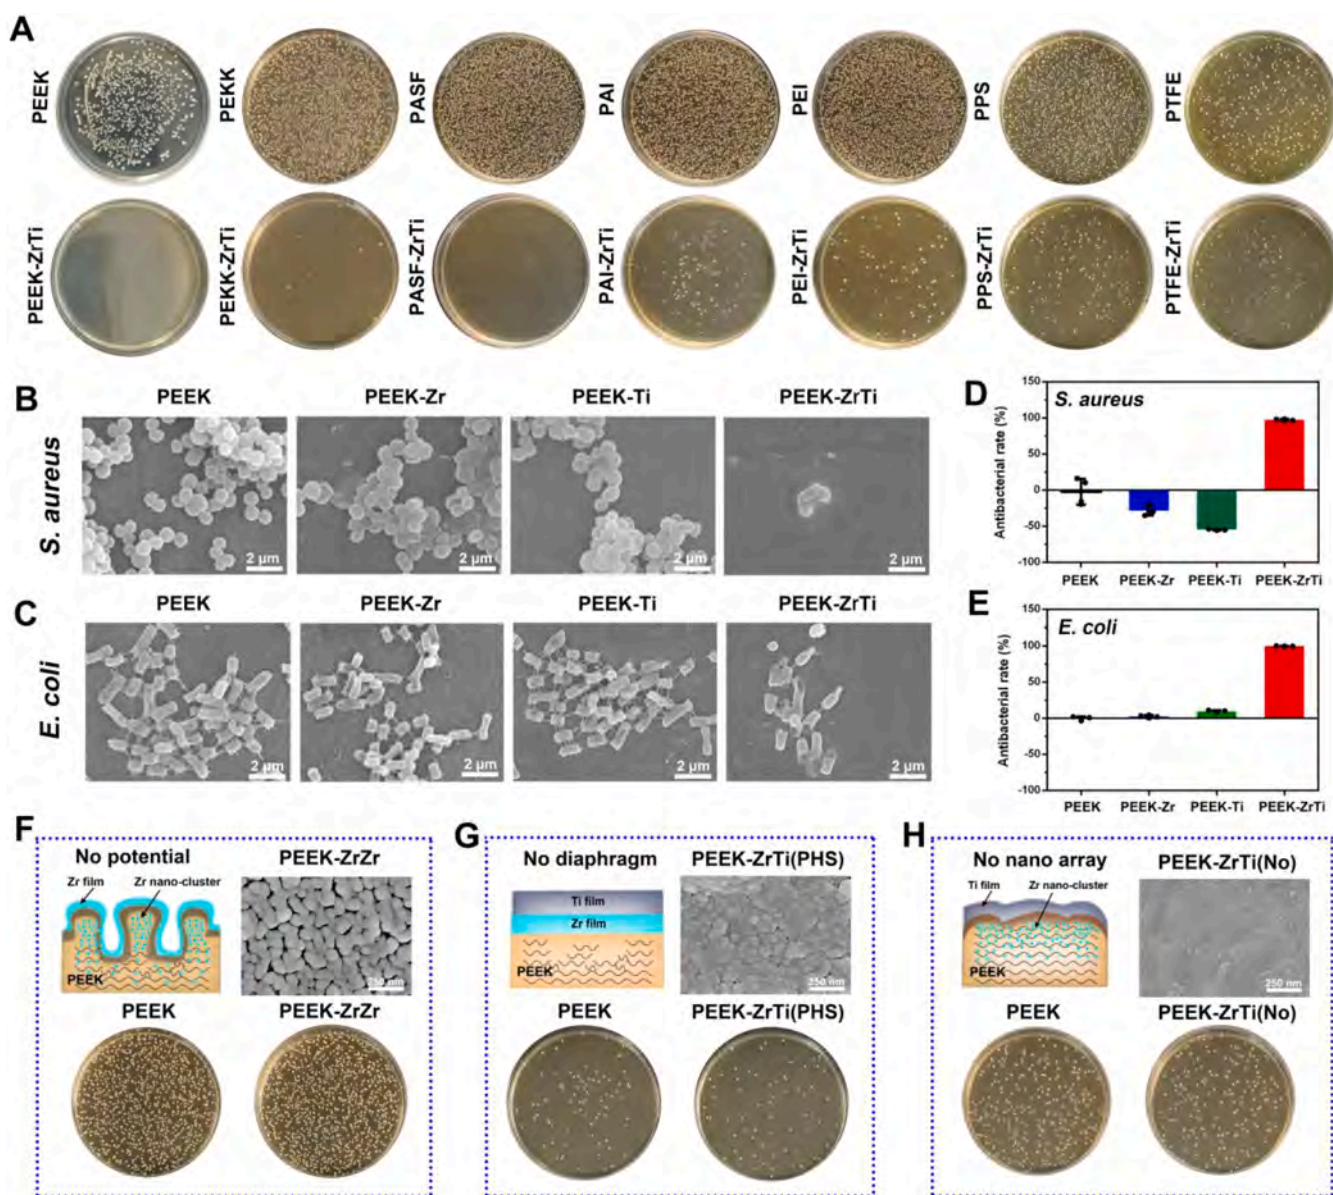 A
PEEK
PEKK
PASF
PAI
PEI
PPS
PTFE
PEEK-ZrTi
PEKK-ZrTi
PASF-ZrTi
PAI-ZrTi
PEI-ZrTi
PPS-ZrTi
PTFE-ZrTi
B
PEEK
PEEK-Zr
PEEK-Ti
PEEK-ZrTi
S. aureus
2 μm
2 μm
2 μm
2 μm
C
PEEK
PEEK-Zr
PEEK-Ti
PEEK-ZrTi
E. coli
2 μm
2 μm
2 μm
2 μm
D
S. aureus
Antibacterial rate (%)
150
100
50
0
-50
-100
PEEK
PEEK-Zr
PEEK-Ti
PEEK-ZrTi
E
E. coli
Antibacterial rate (%)
150
100
50
0
-50
-100
PEEK
PEEK-Zr
PEEK-Ti
PEEK-ZrTi
F
No potential
PEEK-ZrZr
Zr film
Zr nano-cluster
PEEK
250 nm
PEEK
PEEK-ZrZr
G
No diaphragm
PEEK-ZrTi(PHS)
Ti film
Zr film
PEEK
250 nm
PEEK
PEEK-ZrTi(PHS)
H
No nano array
PEEK-ZrTi(No)
Ti film
Zr nano-cluster
PEEK
250 nm
PEEK
PEEK-ZrTi(No)